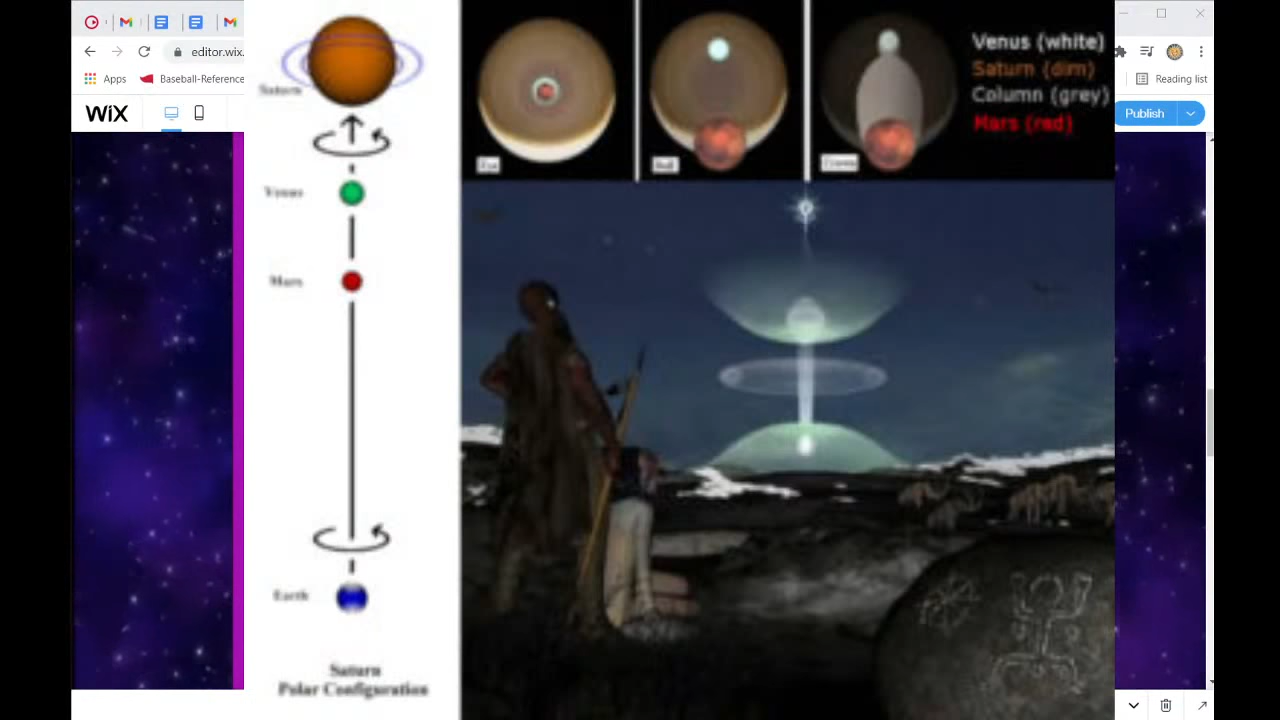 editor.wix.
Apps
Baseball-Reference
Reading list
WiX
Publish
Saturn
Venus
Mars
Earth
Saturn
Polar Configuration
Venus (white)
Saturn (dim)
Column (grey)
Mars (red)